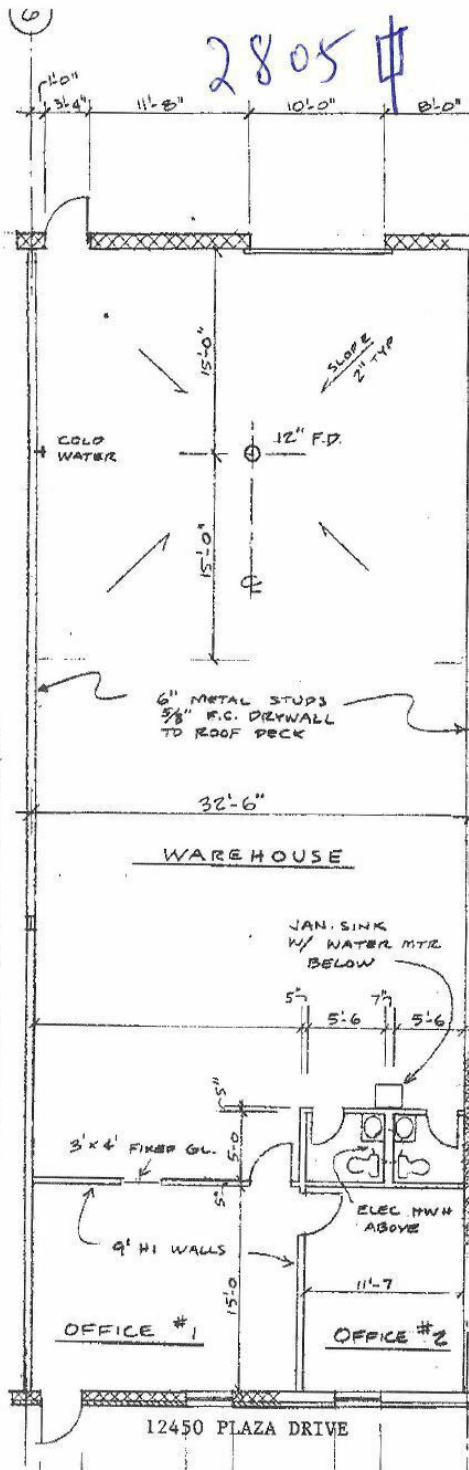 6
2805 ⏀
1'-0"
3'-4" 11'-8" 10'-0" 8'-0"
15'-0"
SLOPE
2" TYP
COLD
WATER
12" F.D.
15'-0"
℄
6" METAL STUDS
5/8" F.C. DRYWALL
TO ROOF DECK
32'-6"
WAREHOUSE
JAN. SINK
W/ WATER MTR
BELOW
5" 5'-6 7" 5'-6
5"
5-0
3'x4' FIXED GL.
5"
ELEC HWH
ABOVE
9' HI WALLS
15'-0
11'-7
OFFICE #1
OFFICE #2
12450 PLAZA DRIVE